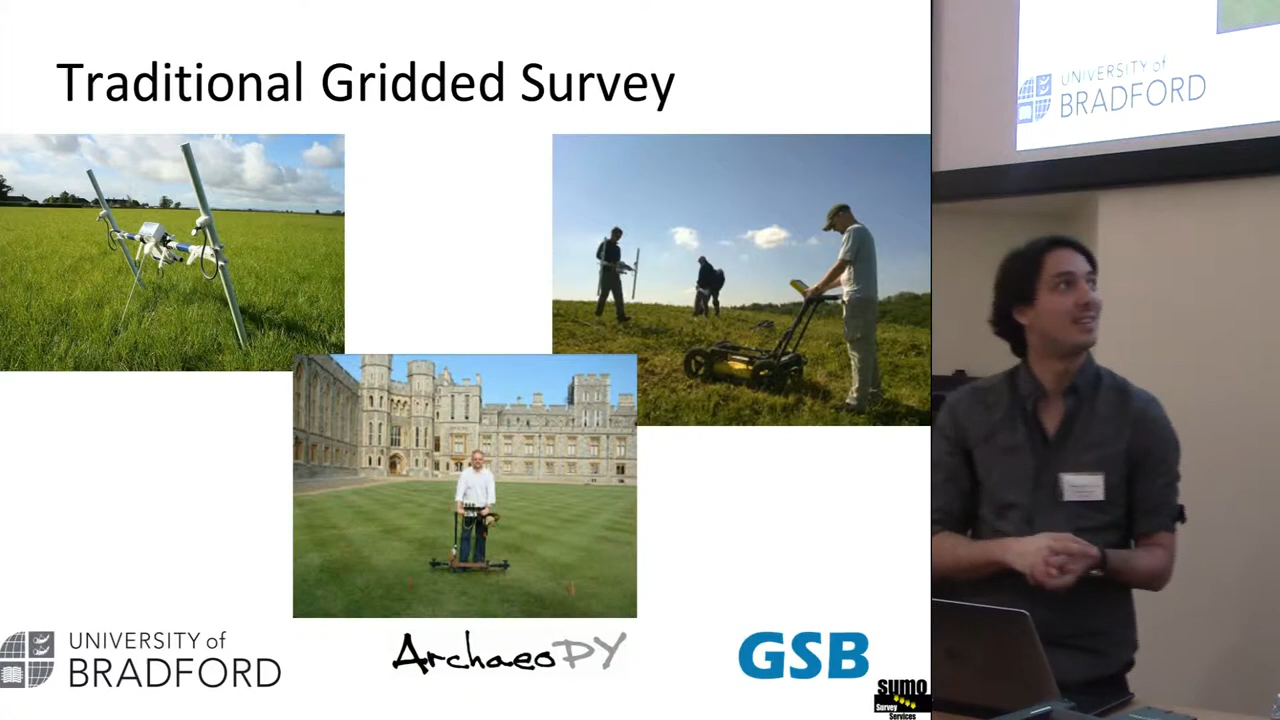 Traditional Gridded Survey
UNIVERSITY of
BRADFORD
ArchaeoPY
GSB
sumo
Survey
Services
UNIVERSITY of
BRADFORD